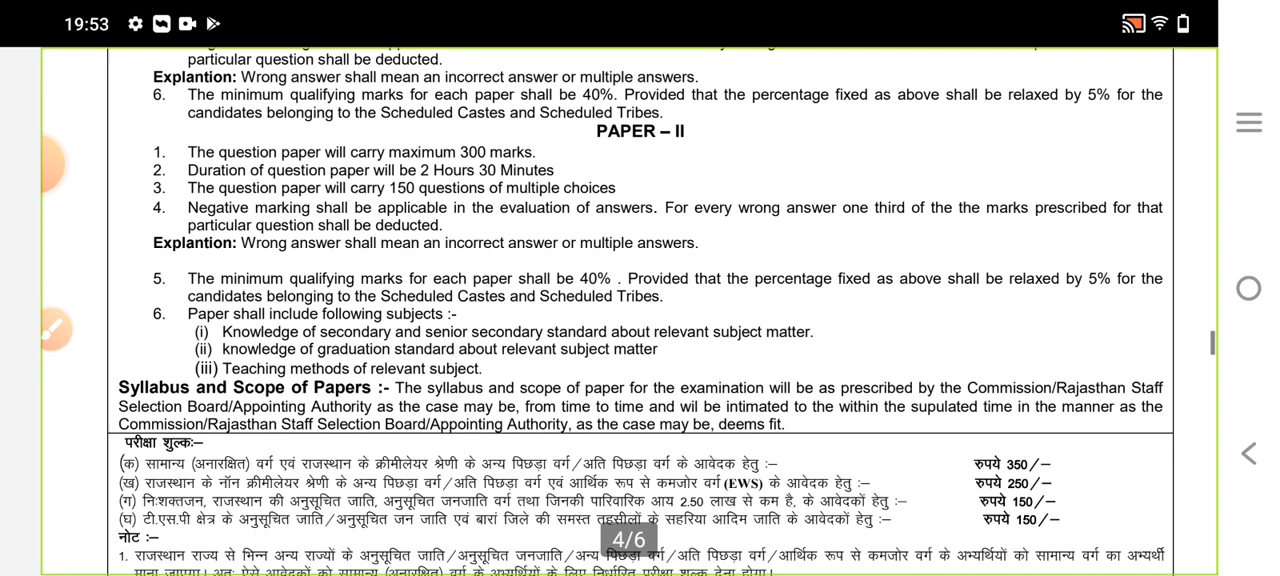 19:53
particular question shall be deducted.
Explantion: Wrong answer shall mean an incorrect answer or multiple answers.
6. The minimum qualifying marks for each paper shall be 40%. Provided that the percentage fixed as above shall be relaxed by 5% for the
candidates belonging to the Scheduled Castes and Scheduled Tribes.
PAPER – II
1. The question paper will carry maximum 300 marks.
2. Duration of question paper will be 2 Hours 30 Minutes
3. The question paper will carry 150 questions of multiple choices
4. Negative marking shall be applicable in the evaluation of answers. For every wrong answer one third of the the marks prescribed for that
particular question shall be deducted.
Explantion: Wrong answer shall mean an incorrect answer or multiple answers.
5. The minimum qualifying marks for each paper shall be 40% . Provided that the percentage fixed as above shall be relaxed by 5% for the
candidates belonging to the Scheduled Castes and Scheduled Tribes.
6. Paper shall include following subjects :-
(i) Knowledge of secondary and senior secondary standard about relevant subject matter.
(ii) knowledge of graduation standard about relevant subject matter
(iii) Teaching methods of relevant subject.
Syllabus and Scope of Papers :- The syllabus and scope of paper for the examination will be as prescribed by the Commission/Rajasthan Staff
Selection Board/Appointing Authority as the case may be, from time to time and wil be intimated to the within the supulated time in the manner as the
Commission/Rajasthan Staff Selection Board/Appointing Authority, as the case may be, deems fit.
परीक्षा शुल्कः–
(क) सामान्य (अनारक्षित) वर्ग एवं राजस्थान के क्रीमीलेयर श्रेणी के अन्य पिछड़ा वर्ग/अति पिछड़ा वर्ग के आवेदक हेतु :– रुपये 350/–
(ख) राजस्थान के नॉन क्रीमीलेयर श्रेणी के अन्य पिछड़ा वर्ग/अति पिछड़ा वर्ग एवं आर्थिक रूप से कमजोर वर्ग (EWS) के आवेदक हेतु :– रुपये 250/–
(ग) निःशक्तजन, राजस्थान की अनुसूचित जाति, अनुसूचित जनजाति वर्ग तथा जिनकी पारिवारिक आय 2.50 लाख से कम है, के आवेदकों हेतु :– रुपये 150/–
(घ) टी.एस.पी क्षेत्र के अनुसूचित जाति/अनुसूचित जन जाति एवं बारां जिले की समस्त तहसीलों के सहरिया आदिम जाति के आवेदकों हेतु :– रुपये 150/–
नोट :–
4/6
1. राजस्थान राज्य से भिन्न अन्य राज्यों के अनुसूचित जाति/अनुसूचित जनजाति/अन्य पिछड़ा वर्ग/अति पिछड़ा वर्ग/आर्थिक रूप से कमजोर वर्ग के अभ्यर्थियों को सामान्य वर्ग का अभ्यर्थी
माना जाएगा। अतः ऐसे आवेदकों को सामान्य (अनारक्षित) वर्ग के अभ्यर्थियों के लिए निर्धारित परीक्षा शुल्क देना होगा।